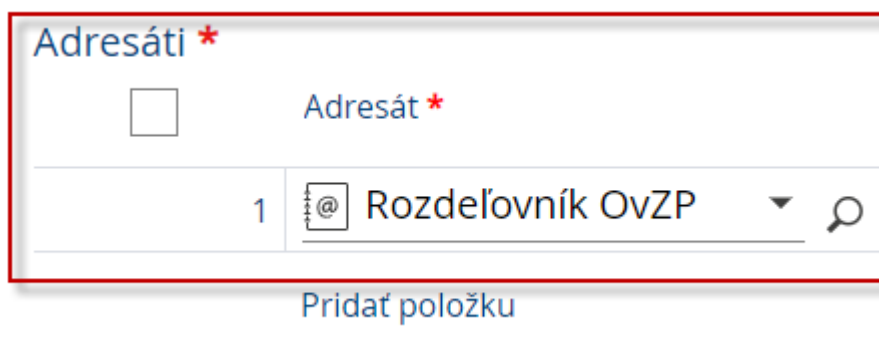 Adresáti *
Adresát *
1 @ Rozdeľovník OvZP
Pridať položku